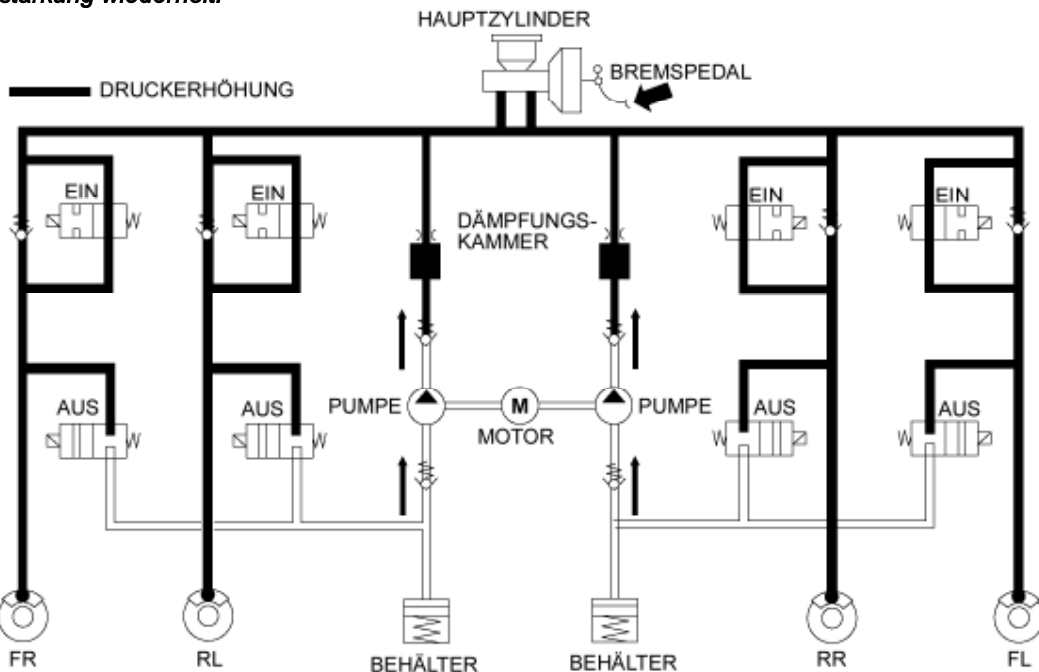 HAUPTZYLINDER
BREMSPEDAL
DRUCKERHÖHUNG
EIN
EIN
EIN
EIN
DÄMPFUNGS-
KAMMER
AUS
AUS
PUMPE
M
PUMPE
AUS
AUS
MOTOR
FR
RL
BEHÄLTER
BEHÄLTER
RR
FL